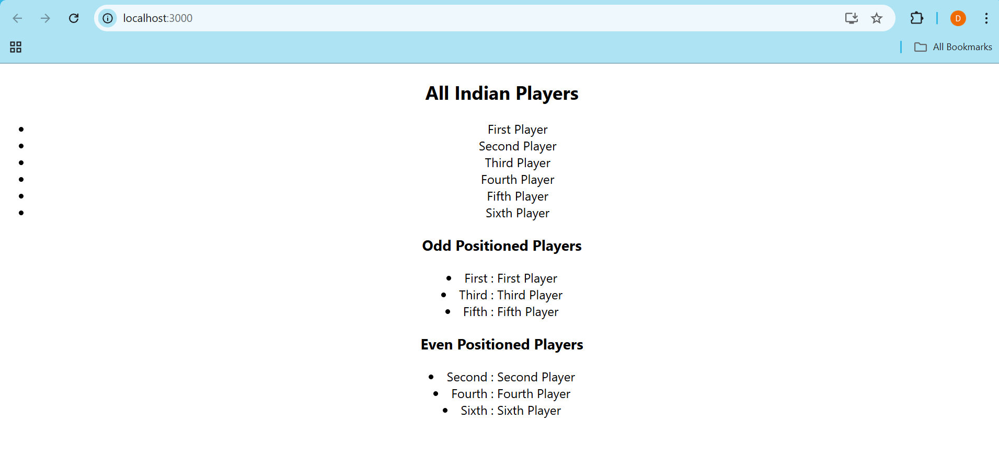 localhost:3000
D
All Bookmarks
All Indian Players
First Player
Second Player
Third Player
Fourth Player
Fifth Player
Sixth Player
Odd Positioned Players
First : First Player
Third : Third Player
Fifth : Fifth Player
Even Positioned Players
Second : Second Player
Fourth : Fourth Player
Sixth : Sixth Player